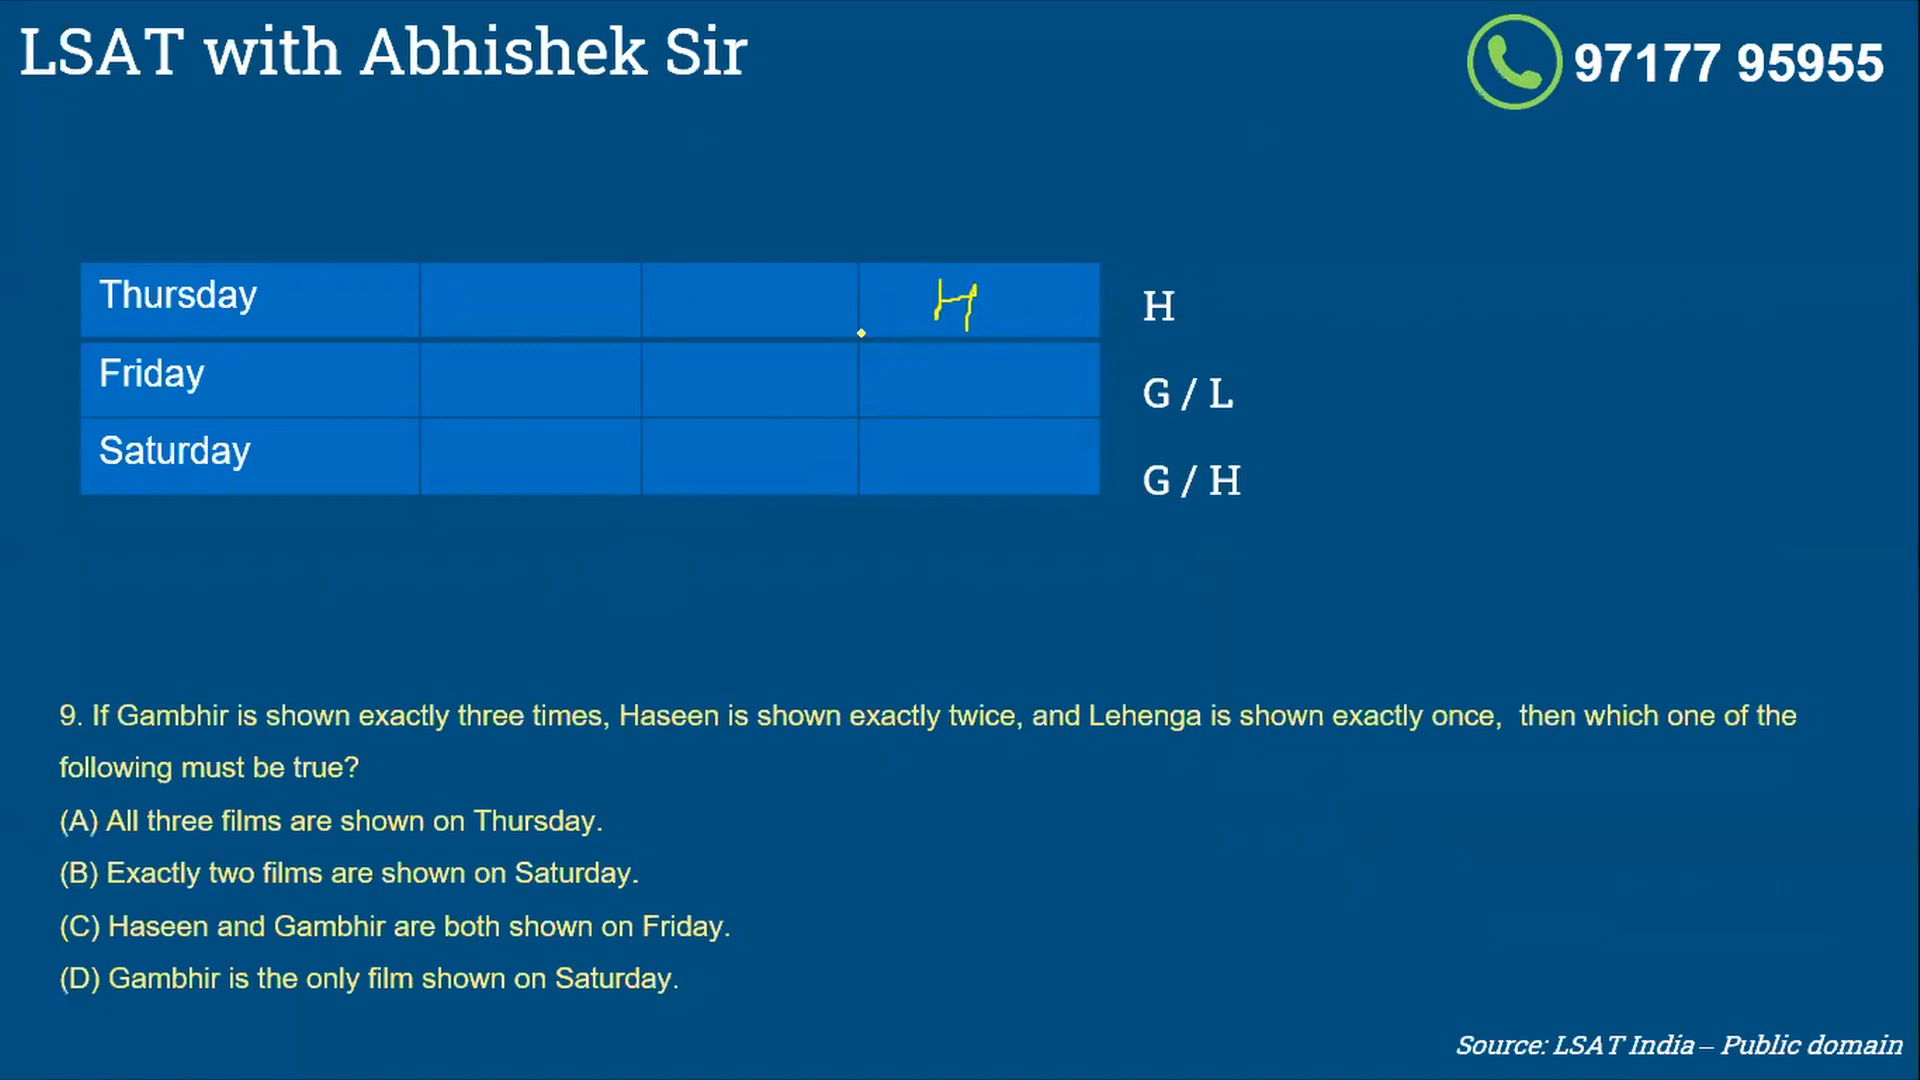 LSAT with Abhishek Sir
97177 95955
Thursday H H
Friday G / L
Saturday G / H
9. If Gambhir is shown exactly three times, Haseen is shown exactly twice, and Lehenga is shown exactly once, then which one of the
following must be true?
(A) All three films are shown on Thursday.
(B) Exactly two films are shown on Saturday.
(C) Haseen and Gambhir are both shown on Friday.
(D) Gambhir is the only film shown on Saturday.
Source: LSAT India – Public domain